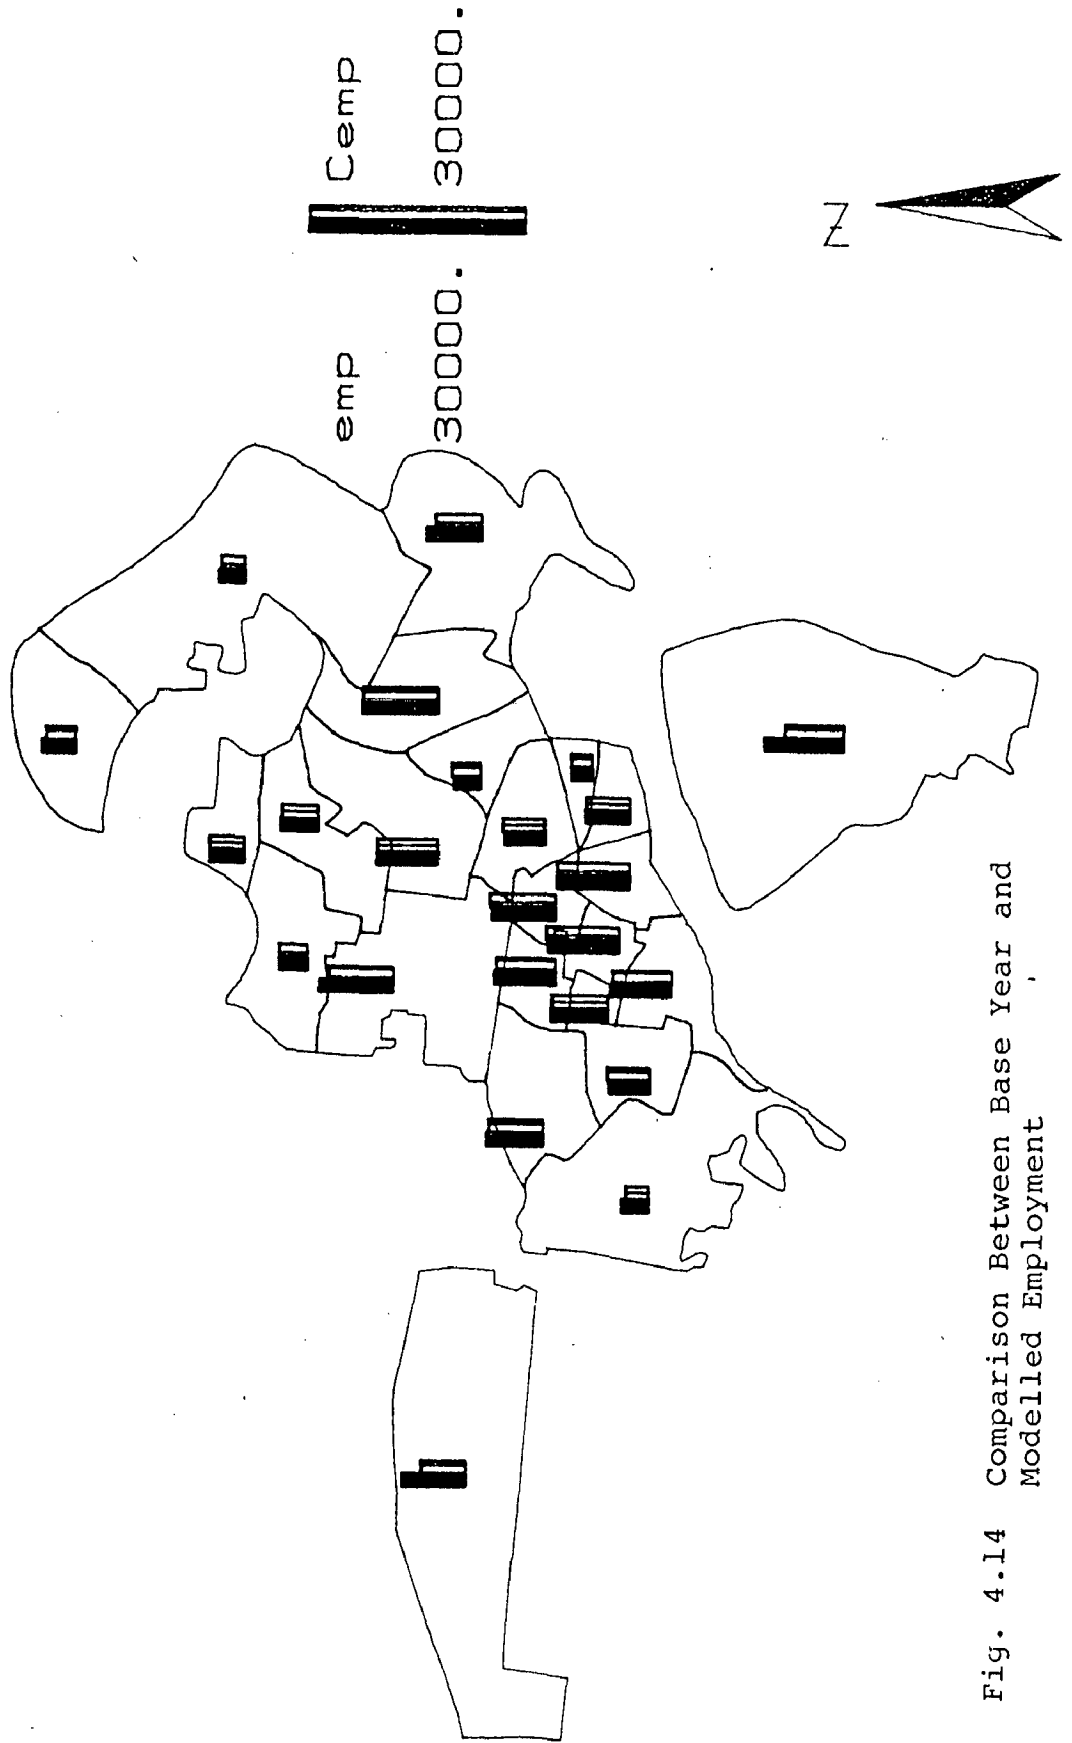 emp Cemp
30000. 30000.
N
Fig. 4.14 Comparison Between Base Year and
Modelled Employment